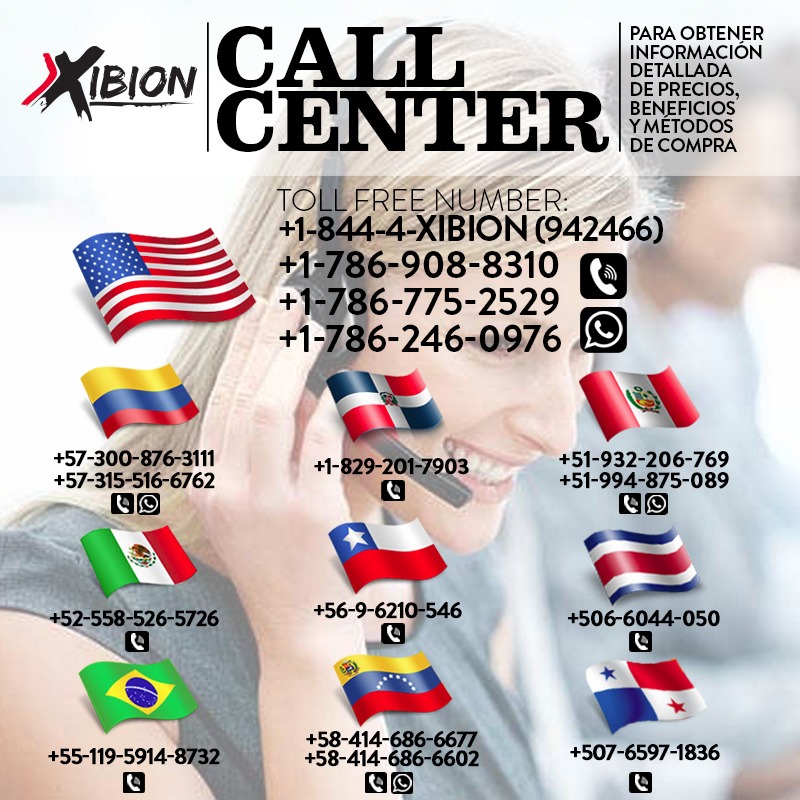 XIBION
CALL
CENTER
PARA OBTENER
INFORMACIÓN
DETALLADA
DE PRECIOS,
BENEFICIOS
Y MÉTODOS
DE COMPRA
TOLL FREE NUMBER:
+1-844-4-XIBION (942466)
+1-786-908-8310
+1-786-775-2529
+1-786-246-0976
+57-300-876-3111
+57-315-516-6762
+1-829-201-7903
+51-932-206-769
+51-994-875-089
+52-558-526-5726
+56-9-6210-546
+506-6044-050
+55-119-5914-8732
+58-414-686-6677
+58-414-686-6602
+507-6597-1836